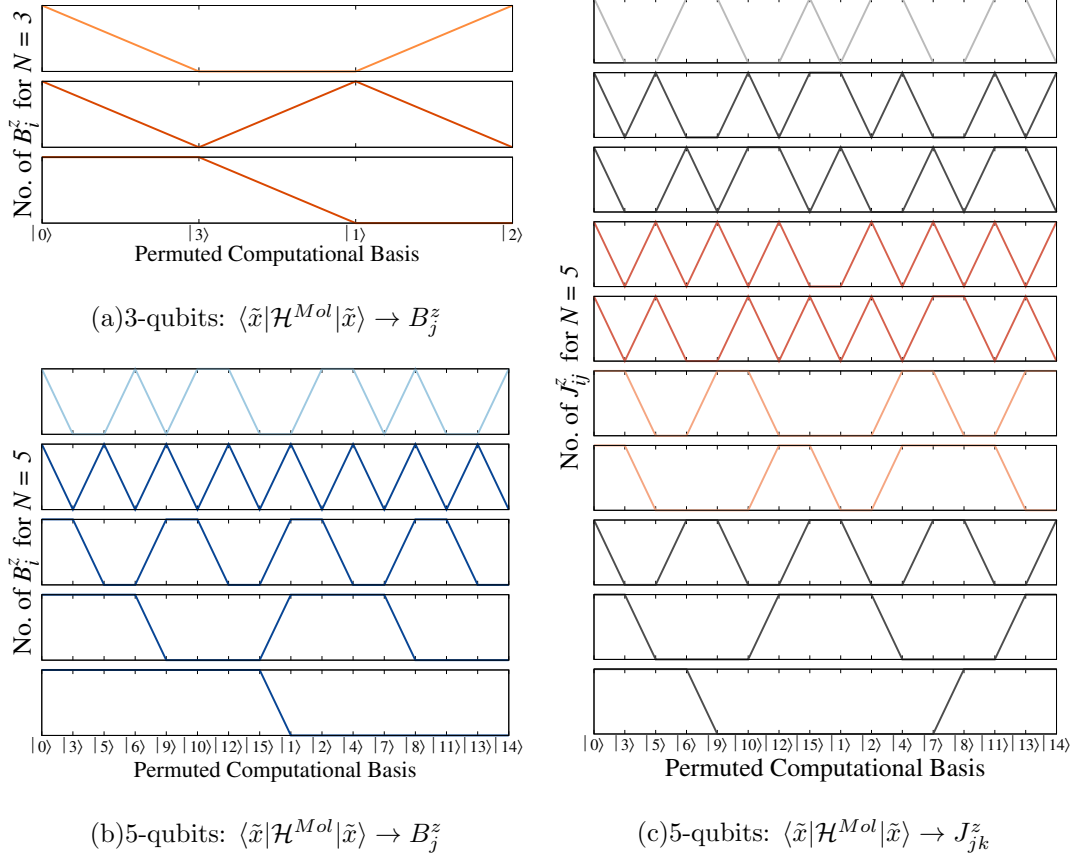 No. of $B_i^z$ for N = 3
|0⟩ |3⟩ |1⟩ |2⟩
Permuted Computational Basis
(a)3-qubits: ⟨x̃|ℋ^{Mol}|x̃⟩ → B_j^z
No. of $B_i^z$ for N = 5
|0⟩ |3⟩ |5⟩ |6⟩ |9⟩ |10⟩ |12⟩ |15⟩ |1⟩ |2⟩ |4⟩ |7⟩ |8⟩ |11⟩ |13⟩ |14⟩
Permuted Computational Basis
(b)5-qubits: ⟨x̃|ℋ^{Mol}|x̃⟩ → B_j^z
No. of $J_{ij}^z$ for N = 5
|0⟩ |3⟩ |5⟩ |6⟩ |9⟩ |10⟩ |12⟩ |15⟩ |1⟩ |2⟩ |4⟩ |7⟩ |8⟩ |11⟩ |13⟩ |14⟩
Permuted Computational Basis
(c)5-qubits: ⟨x̃|ℋ^{Mol}|x̃⟩ → J_{jk}^z